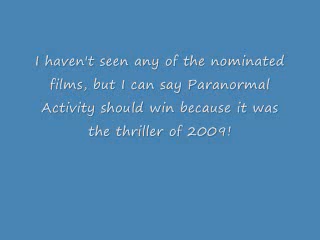 I haven't seen any of the nominated
films, but I can say Paranormal
Activity should win because it was
the thriller of 2009!